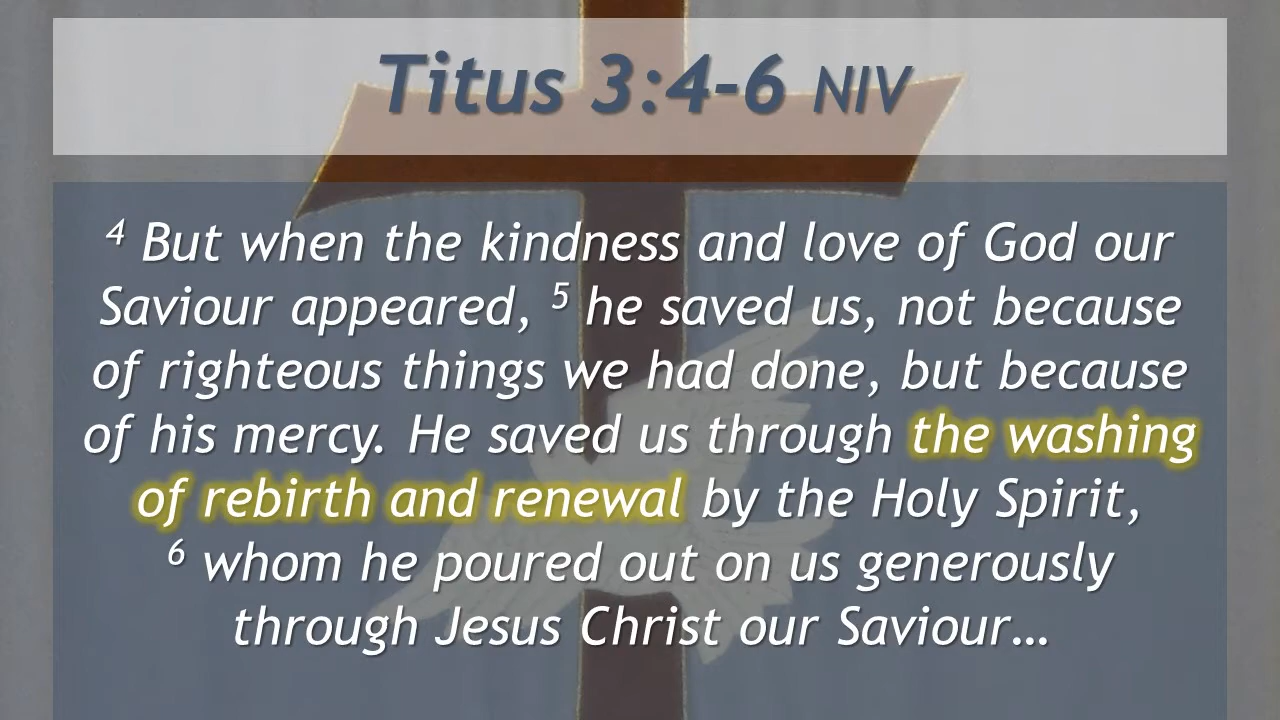 Titus 3:4-6 NIV
4 But when the kindness and love of God our
Saviour appeared, 5 he saved us, not because
of righteous things we had done, but because
of his mercy. He saved us through the washing
of rebirth and renewal by the Holy Spirit,
6 whom he poured out on us generously
through Jesus Christ our Saviour…